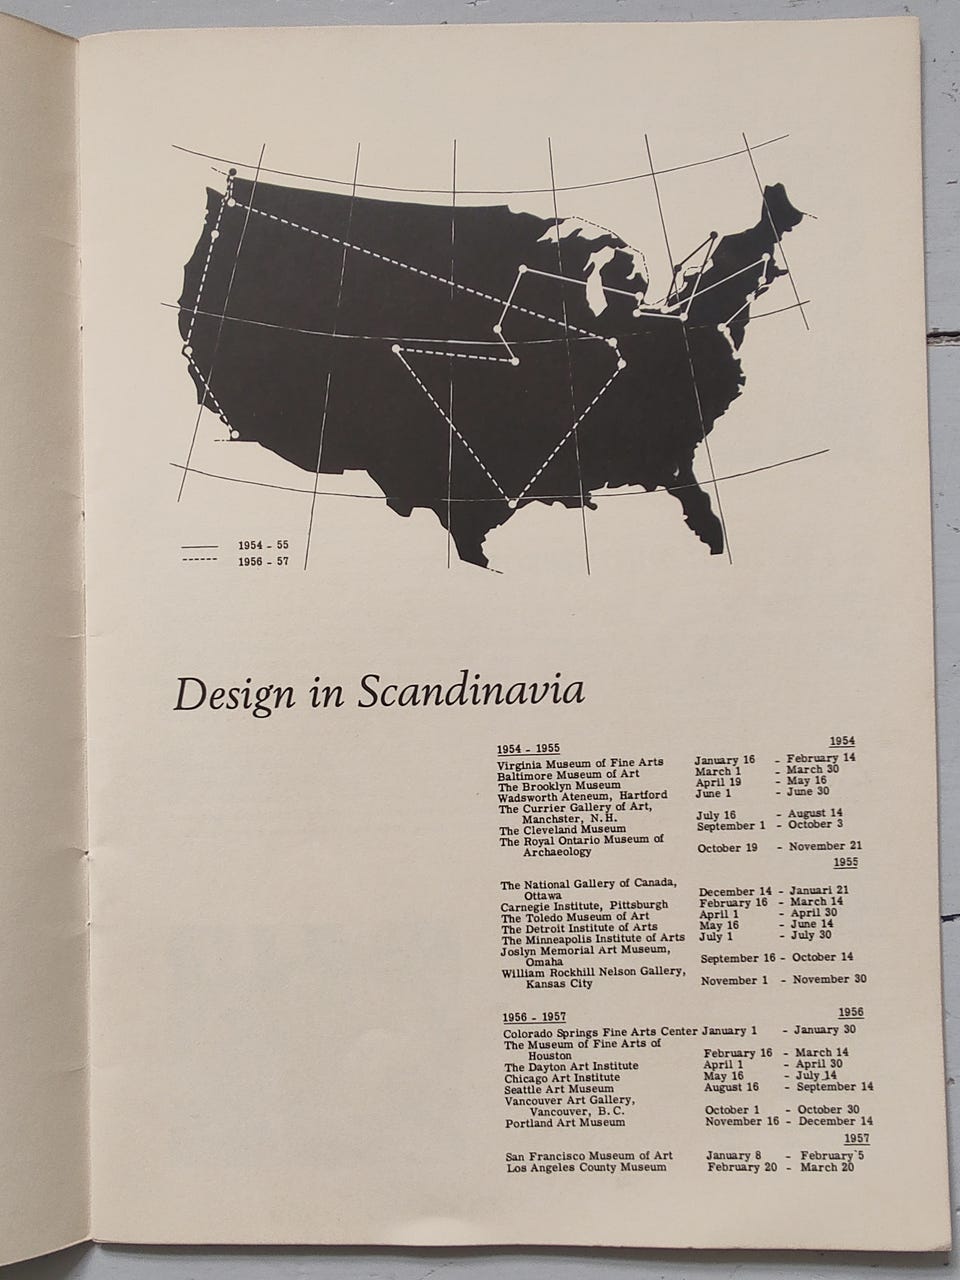 1954 - 55
1956 - 57
Design in Scandinavia
1954 - 1955 1954
Virginia Museum of Fine Arts January 16 - February 14
Baltimore Museum of Art March 1 - March 30
The Brooklyn Museum April 19 - May 16
Wadsworth Ateneum, Hartford June 1 - June 30
The Currier Gallery of Art,
Manchster, N.H. July 16 - August 14
The Cleveland Museum September 1 - October 3
The Royal Ontario Museum of
Archaeology October 19 - November 21
1955
The National Gallery of Canada,
Ottawa December 14 - Januari 21
Carnegie Institute, Pittsburgh February 16 - March 14
The Toledo Museum of Art April 1 - April 30
The Detroit Institute of Arts May 16 - June 14
The Minneapolis Institute of Arts July 1 - July 30
Joslyn Memorial Art Museum,
Omaha September 16 - October 14
William Rockhill Nelson Gallery,
Kansas City November 1 - November 30
1956 - 1957 1956
Colorado Springs Fine Arts Center January 1 - January 30
The Museum of Fine Arts of
Houston February 16 - March 14
The Dayton Art Institute April 1 - April 30
Chicago Art Institute May 16 - July 14
Seattle Art Museum August 16 - September 14
Vancouver Art Gallery,
Vancouver, B.C. October 1 - October 30
Portland Art Museum November 16 - December 14
1957
San Francisco Museum of Art January 8 - February 5
Los Angeles County Museum February 20 - March 20